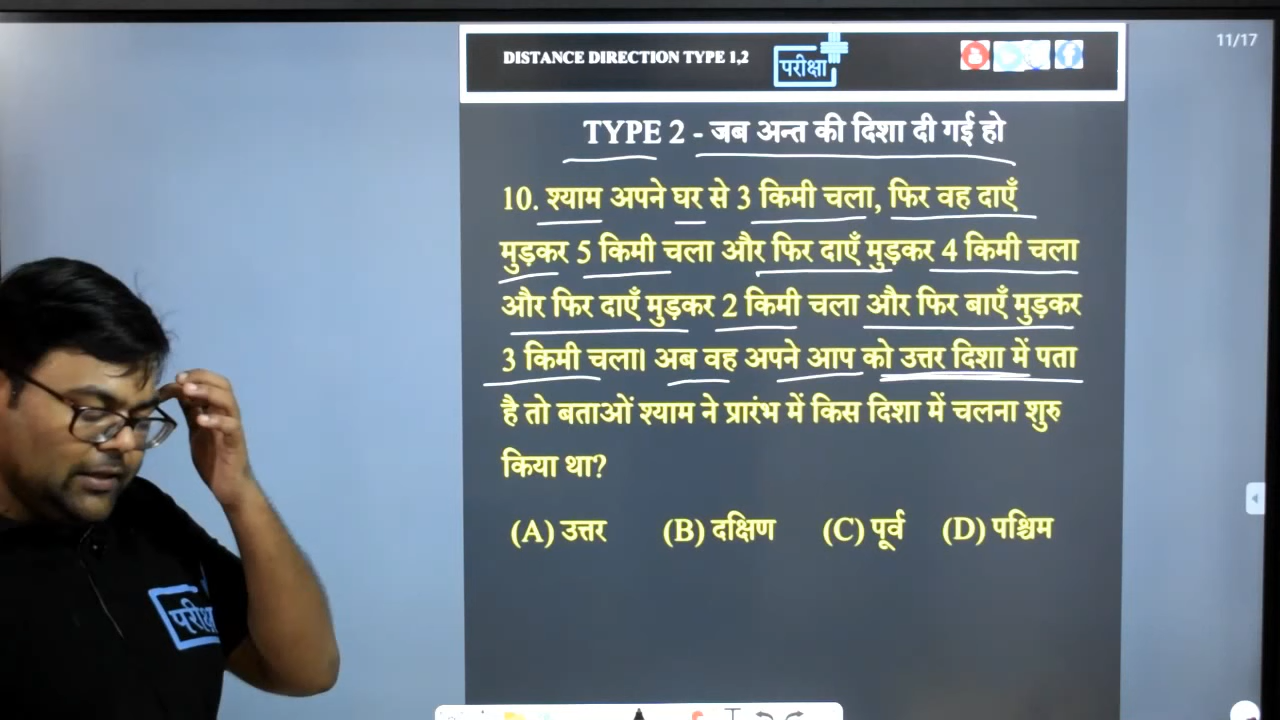 11/17
DISTANCE DIRECTION TYPE 1,2
परीक्षा
TYPE 2 - जब अन्त की दिशा दी गई हो
10. श्याम अपने घर से 3 किमी चला, फिर वह दाएँ
मुड़कर 5 किमी चला और फिर दाएँ मुड़कर 4 किमी चला
और फिर दाएँ मुड़कर 2 किमी चला और फिर बाएँ मुड़कर
3 किमी चला। अब वह अपने आप को उत्तर दिशा में पता
है तो बताओं श्याम ने प्रारंभ में किस दिशा में चलना शुरु
किया था?
(A) उत्तर (B) दक्षिण (C) पूर्व (D) पश्चिम
परीक्षा